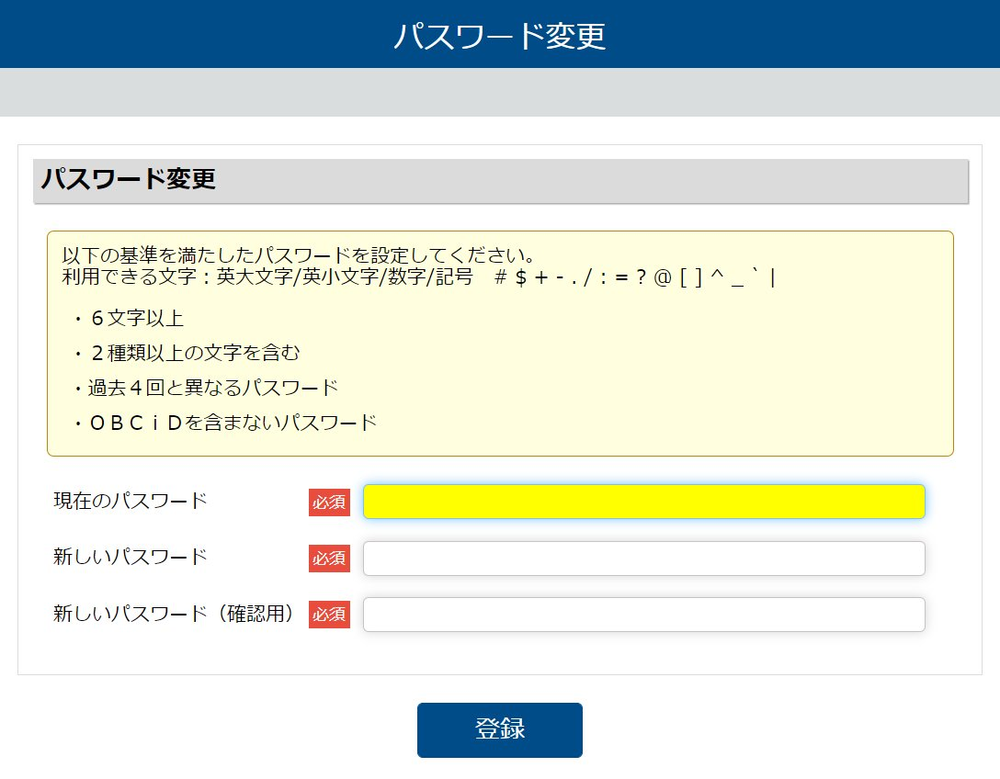 パスワード変更
パスワード変更
以下の基準を満たしたパスワードを設定してください。
利用できる文字：英大文字/英小文字/数字/記号　# $ + - . / : = ? @ [ ] ^ _ ` |
・６文字以上
・２種類以上の文字を含む
・過去４回と異なるパスワード
・ＯＢＣｉＤを含まないパスワード
現在のパスワード 必須
新しいパスワード 必須
新しいパスワード（確認用） 必須
登録